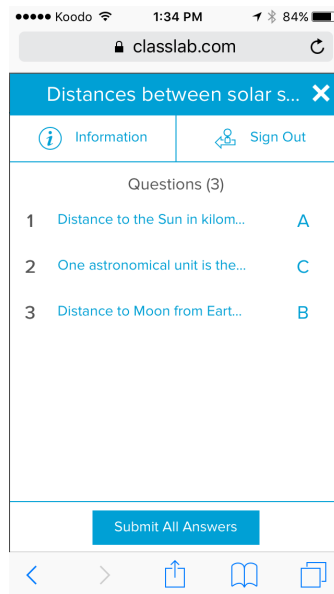 Koodo 1:34 PM 84%
classlab.com
Distances between solar s...
Information Sign Out
Questions (3)
1 Distance to the Sun in kilom... A
2 One astronomical unit is the... C
3 Distance to Moon from Eart... B
Submit All Answers